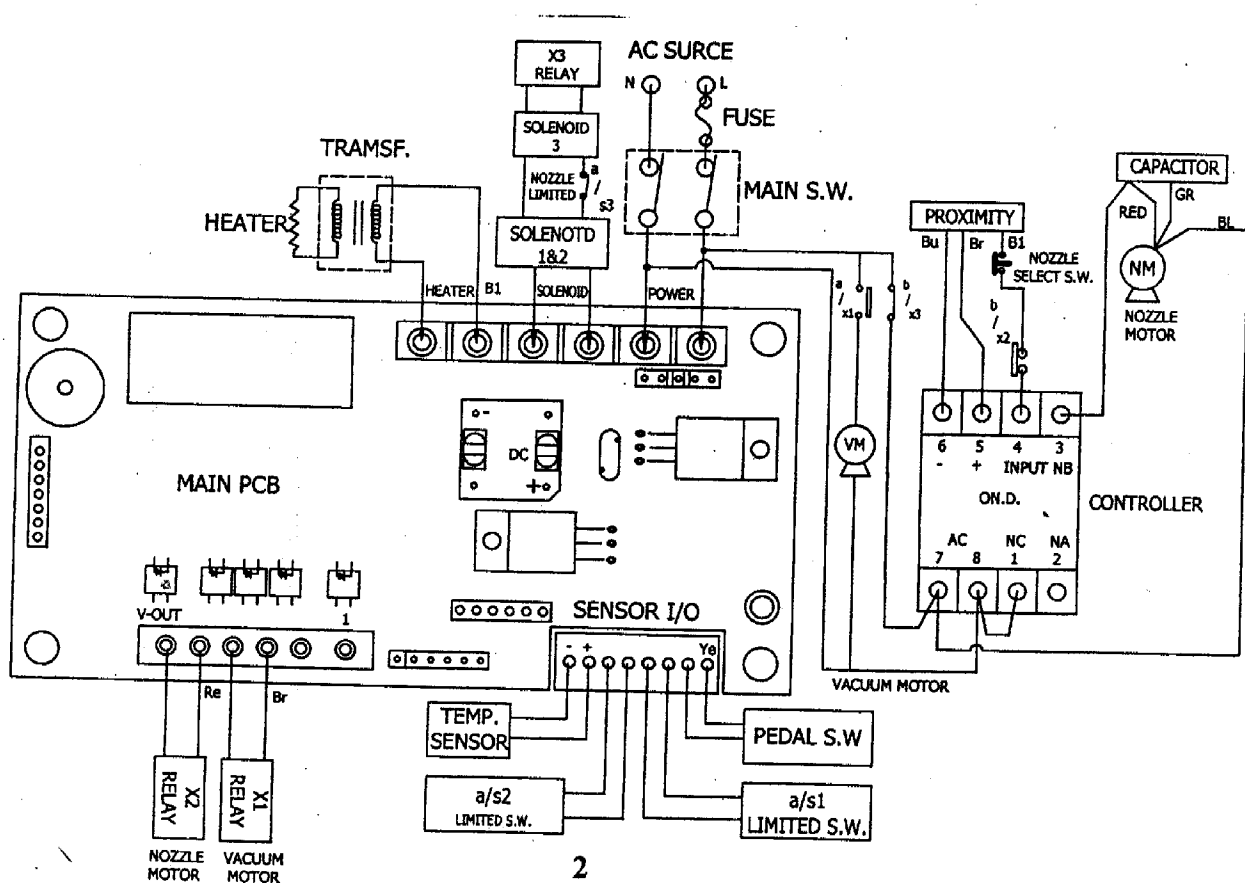 X3
RELAY
AC SURCE
N
L
FUSE
SOLENOID
3
TRAMSF.
NOZZLE
LIMITED
a
/
s3
MAIN S.W.
CAPACITOR
RED
GR
BL
HEATER
SOLENOTD
1&2
PROXIMITY
Bu
Br
B1
NOZZLE
SELECT S.W.
NM
NOZZLE
MOTOR
HEATER
B1
SOLENOID
POWER
a
/
x1
b
/
x3
b
/
x2
- 
DC
+
VM
6 5 4 3
- + INPUT NB
ON.D.
AC NC NA
7 8 1 2
CONTROLLER
MAIN PCB
V-OUT
1
SENSOR I/O
- +
Ye
VACUUM MOTOR
Re
Br
TEMP.
SENSOR
PEDAL S.W
X2
RELAY
X1
RELAY
a/s2
LIMITED S.W.
a/s1
LIMITED S.W.
NOZZLE
MOTOR
VACUUM
MOTOR
2